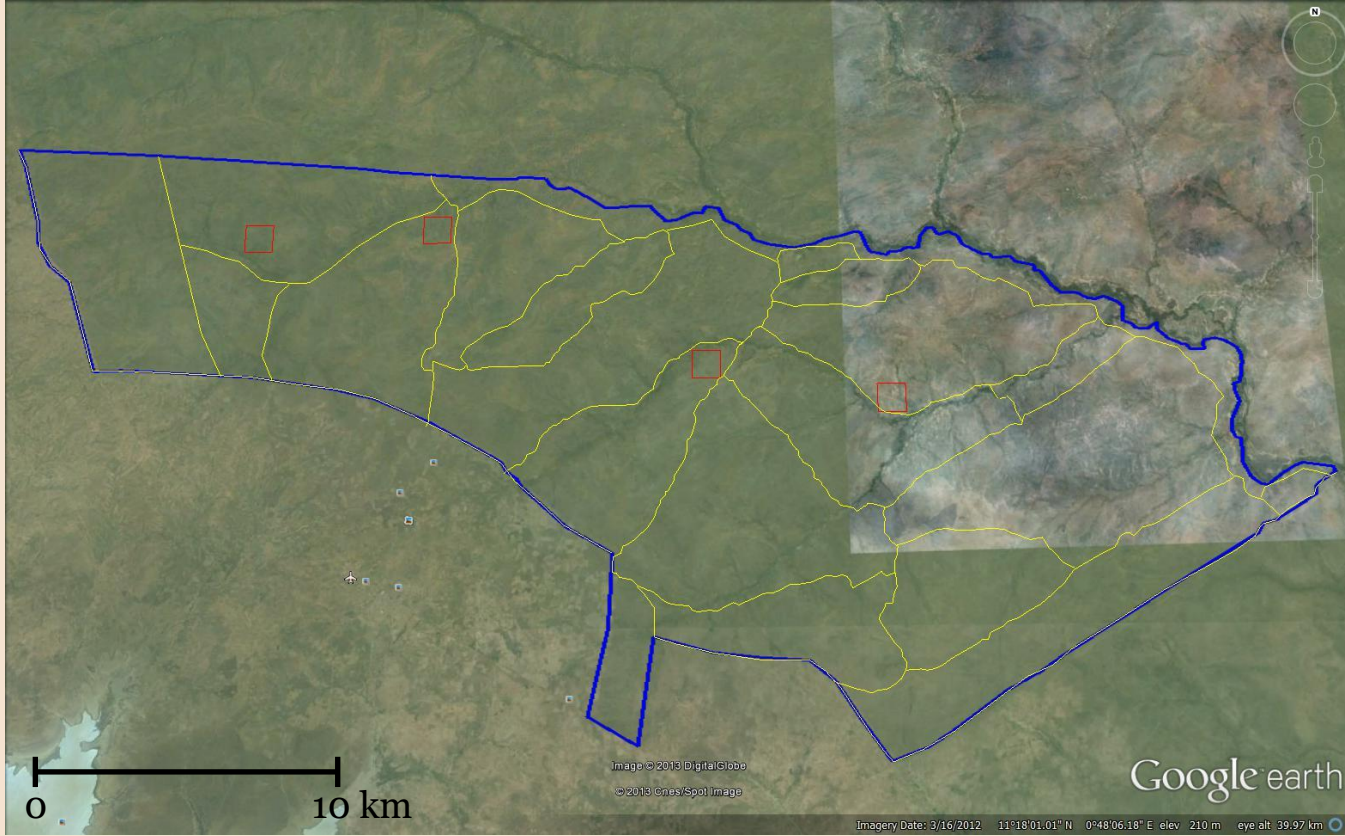 N
Image © 2013 DigitalGlobe
© 2013 Cnes/Spot Image
Google earth
0 10 km
Imagery Date: 3/16/2012 11°18'01.01" N 0°48'06.18" E elev 210 m eye alt 39.97 km